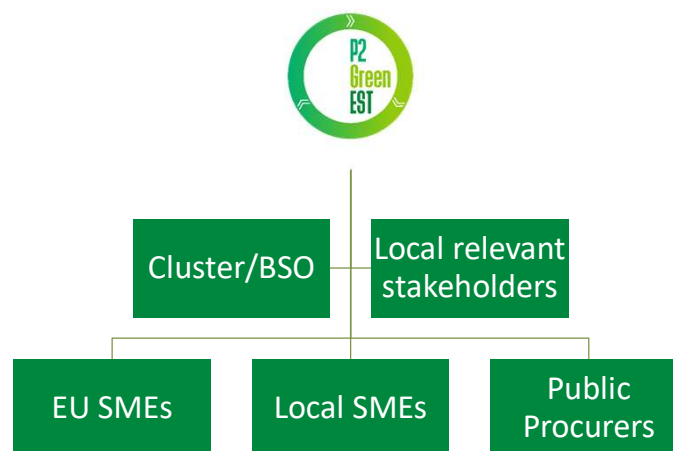 P2
Green
EST
Cluster/BSO
Local relevant
stakeholders
EU SMEs
Local SMEs
Public
Procurers